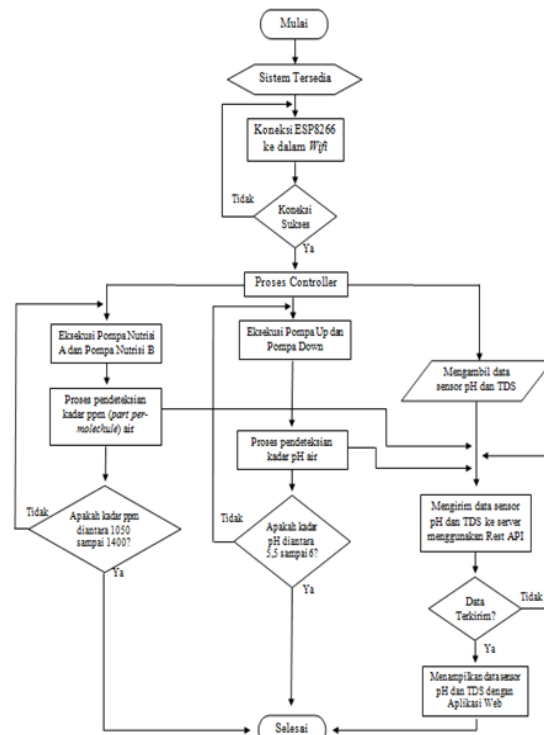 Mulai
Sistem Tersedia
Koneksi ESP8266
ke dalam Wifi
Tidak
Koneksi
Sukses
Ya
Proses Controller
Eksekusi Pompa Nutrisi
A dan Pompa Nutrisi B
Eksekusi Pompa Up dan
Pompa Down
Mengambil data
sensor pH dan TDS
Proses pendeteksian
kadar ppm (part per-
molechule) air
Proses pendeteksian
kadar pH air
Tidak
Apakah kadar ppm
diantara 1050
sampai 1400?
Ya
Tidak
Apakah kadar
pH diantara
5,5 sampai 6?
Ya
Mengirim data sensor
pH dan TDS ke server
menggunakan Rest API
Data
Terkirim?
Tidak
Ya
Menampilkan data sensor
pH dan TDS dengan
Aplikasi Web
Selesai